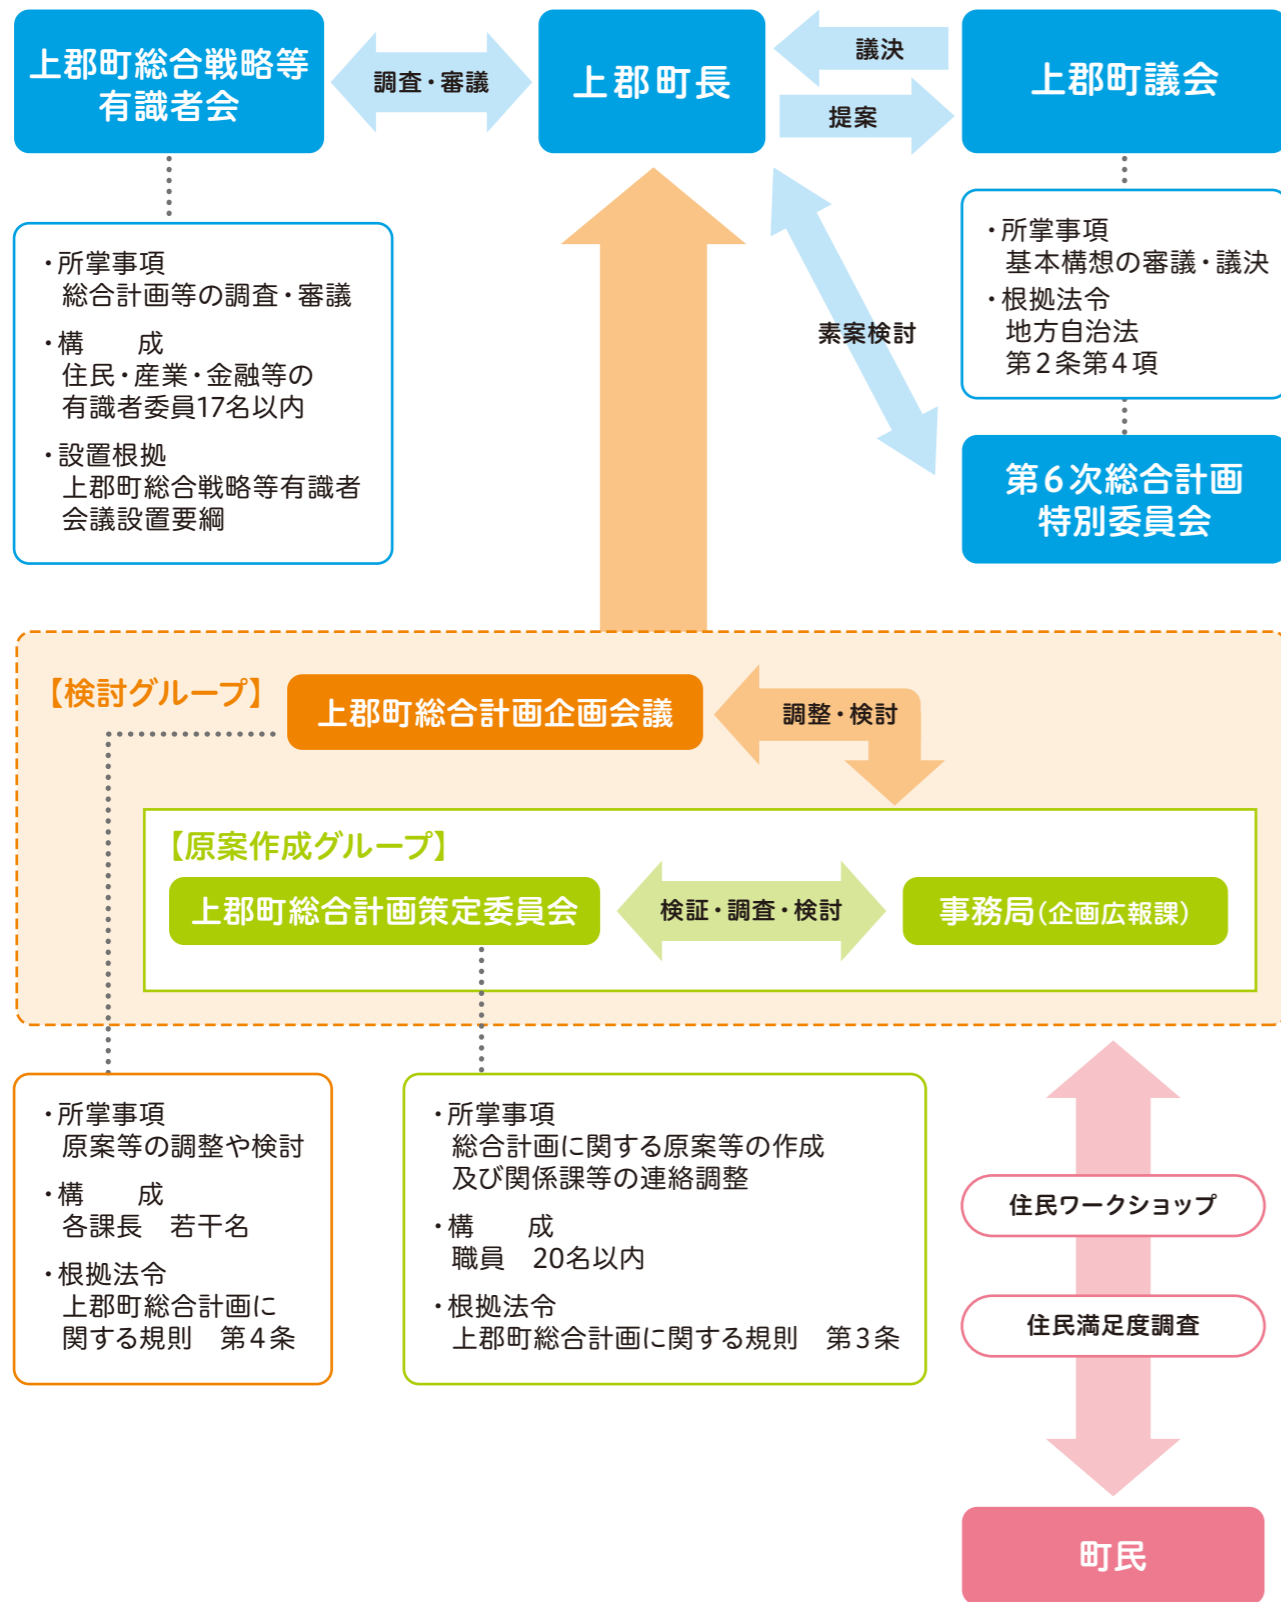 上郡町総合戦略等
有識者会
調査・審議
上郡町長
議決
提案
上郡町議会
・所掌事項
総合計画等の調査・審議
・構　　成
住民・産業・金融等の
有識者委員17名以内
・設置根拠
上郡町総合戦略等有識者
会議設置要綱
・所掌事項
基本構想の審議・議決
・根拠法令
地方自治法
第2条第4項
素案検討
第6次総合計画
特別委員会
【検討グループ】
上郡町総合計画企画会議
調整・検討
【原案作成グループ】
上郡町総合計画策定委員会
検証・調査・検討
事務局（企画広報課）
・所掌事項
原案等の調整や検討
・構　　成
各課長　若干名
・根拠法令
上郡町総合計画に
関する規則　第4条
・所掌事項
総合計画に関する原案等の作成
及び関係課等の連絡調整
・構　　成
職員　20名以内
・根拠法令
上郡町総合計画に関する規則　第3条
住民ワークショップ
住民満足度調査
町民